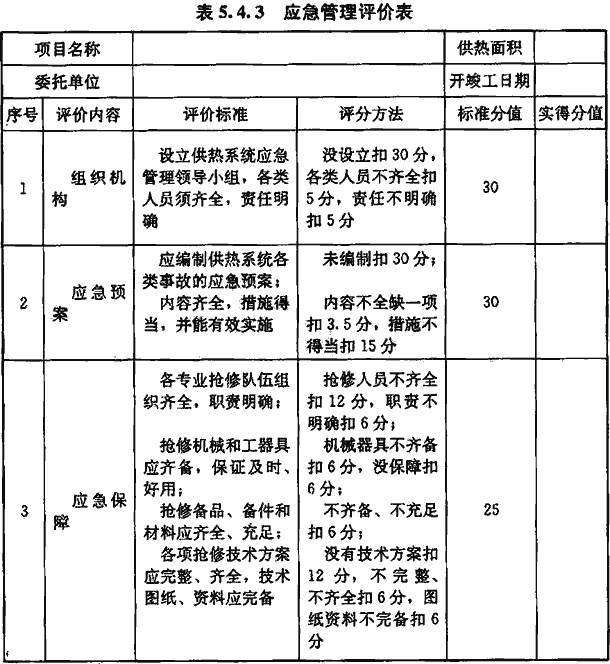 表 5.4.3 应急管理评价表
项目名称 供热面积
委托单位 开竣工日期
序号 评价内容 评价标准 评分方法 标准分值 实得分值
1
组织机
构
设立供热系统应急
管理领导小组，各类
人员须齐全，责任明
确
没设立扣 30 分，
各类人员不齐全扣
5分，责任不明确
扣5分
30
2
应急预
案
应编制供热系统各
类事故的应急预案；
内容齐全，措施得
当，并能有效实施
未编制扣 30 分；
内容不全缺一项
扣 3.5 分，措施不
得当扣 15 分
30
3
应急保
障
各专业抢修队伍组
织齐全，职责明确；
抢修机械和工器具
应齐备，保证及时、
好用；
抢修备品、备件和
材料应齐全、充足；
各项抢修技术方案
应完整、齐全，技术
图纸、资料应完备
抢修人员不齐全
扣 12 分，职责不
明确扣 6 分；
机械器具不齐备
扣 6 分，没保障扣
6 分；
不齐备、不充足
扣 6 分；
没有技术方案扣
12 分，不完整、
不齐全扣 6 分，图
纸资料不完备扣 6
分
25